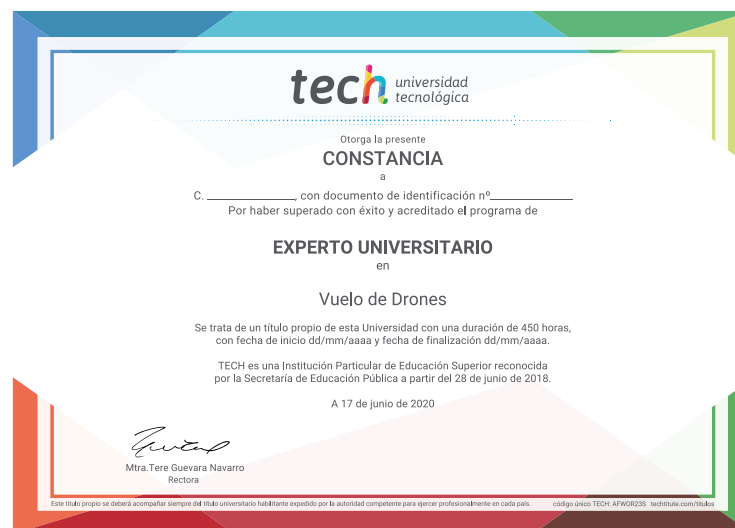 tech universidad
tecnológica
Otorga la presente
CONSTANCIA
a
C. ______________, con documento de identificación nº______________
Por haber superado con éxito y acreditado el programa de
EXPERTO UNIVERSITARIO
en
Vuelo de Drones
Se trata de un título propio de esta Universidad con una duración de 450 horas,
con fecha de inicio dd/mm/aaaa y fecha de finalización dd/mm/aaaa.
TECH es una Institución Particular de Educación Superior reconocida
por la Secretaría de Educación Pública a partir del 28 de junio de 2018.
A 17 de junio de 2020
Mtra.Tere Guevara Navarro
Rectora
Este título propio se deberá acompañar siempre del título universitario habilitante expedido por la autoridad competente para ejercer profesionalmente en cada país. código único TECH: AFWOR23S techtitute.com/títulos